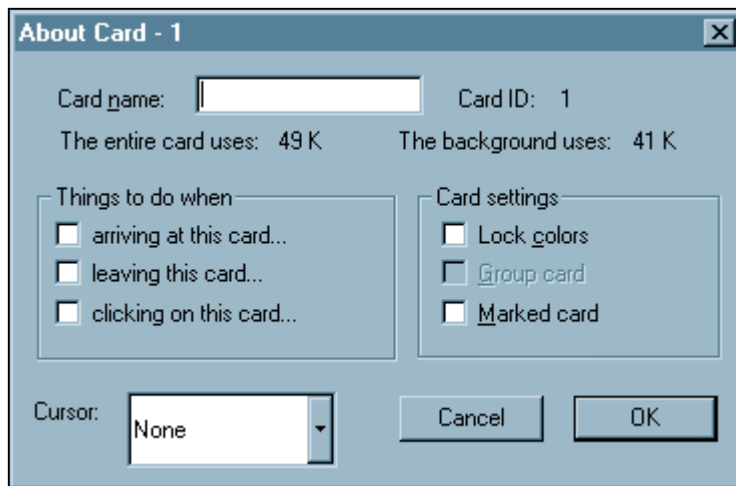 About Card - 1
Card name: Card ID: 1
The entire card uses: 49 K The background uses: 41 K
Things to do when Card settings
arriving at this card... Lock colors
leaving this card... Group card
clicking on this card... Marked card
Cursor: None Cancel OK